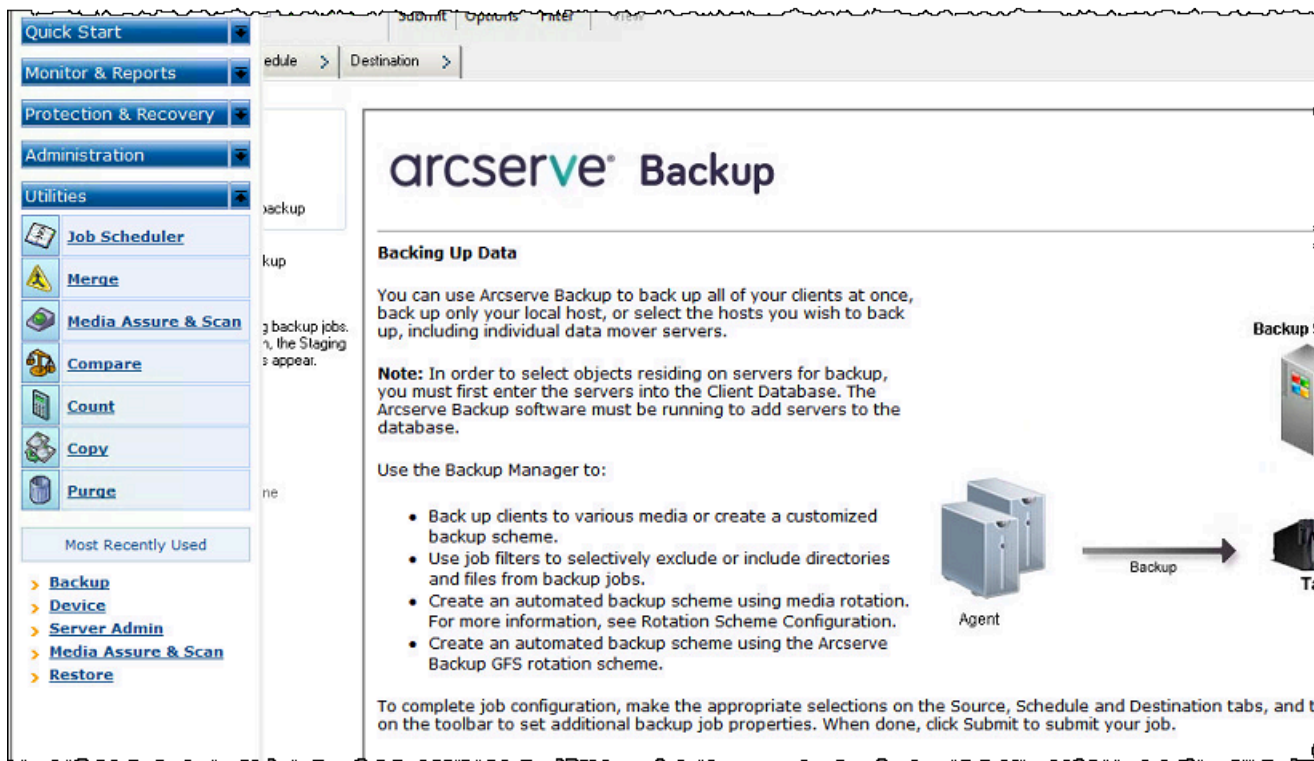 Submit Options Filter View
Quick Start
Monitor & Reports
Protection & Recovery
Administration
Utilities
Job Scheduler
Merge
Media Assure & Scan
Compare
Count
Copy
Purge
Most Recently Used
Backup
Device
Server Admin
Media Assure & Scan
Restore
edule > Destination >
backup
kup
g backup jobs.
n, the Staging
s appear.
ne
arcserve® Backup
Backing Up Data
You can use Arcserve Backup to back up all of your clients at once,
back up only your local host, or select the hosts you wish to back
up, including individual data mover servers.
Note: In order to select objects residing on servers for backup,
you must first enter the servers into the Client Database. The
Arcserve Backup software must be running to add servers to the
database.
Use the Backup Manager to:
• Back up clients to various media or create a customized
backup scheme.
• Use job filters to selectively exclude or include directories
and files from backup jobs.
• Create an automated backup scheme using media rotation.
For more information, see Rotation Scheme Configuration.
• Create an automated backup scheme using the Arcserve
Backup GFS rotation scheme.
Backup
Agent
Backup
Ta
To complete job configuration, make the appropriate selections on the Source, Schedule and Destination tabs, and t
on the toolbar to set additional backup job properties. When done, click Submit to submit your job.